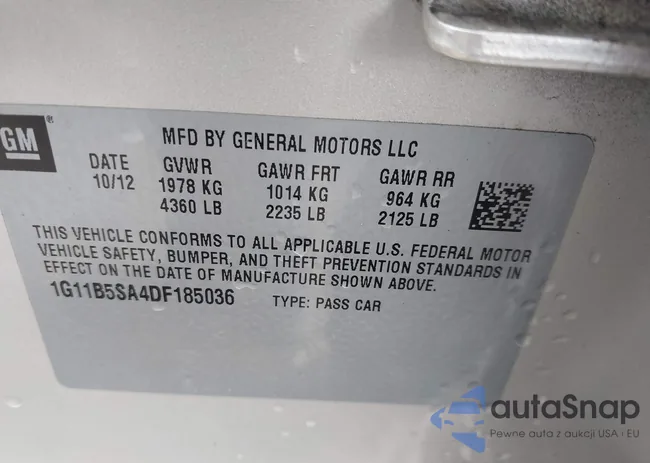 GM®
MFD BY GENERAL MOTORS LLC
DATE GVWR GAWR FRT GAWR RR
10/12 1978 KG 1014 KG 964 KG
4360 LB 2235 LB 2125 LB
THIS VEHICLE CONFORMS TO ALL APPLICABLE U.S. FEDERAL MOTOR
VEHICLE SAFETY, BUMPER, AND THEFT PREVENTION STANDARDS IN
EFFECT ON THE DATE OF MANUFACTURE SHOWN ABOVE.
1G11B5SA4DF185036 TYPE: PASS CAR
autoSnap
Pewne auta z aukcji USA i EU